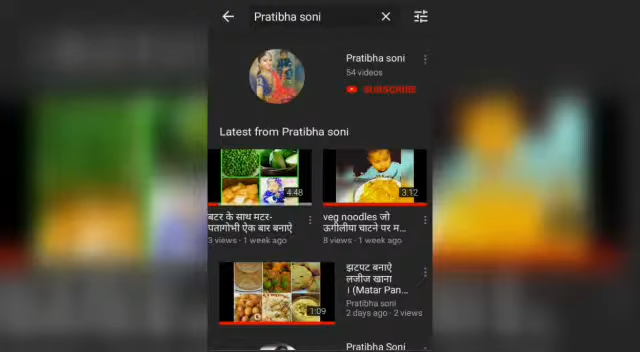 Pratibha soni
Pratibha soni
54 videos
SUBSCRIBE
Latest from Pratibha soni
4:48
3:12
बटर के साथ मटर-
पतागोभी ऐक बार बनाऐ
3 views · 1 week ago
veg noodles जो
ऊगीलीया चाटने पर म...
8 views · 1 week ago
झटपट बनाऐ
लजीज खाना
। (Matar Pan...
1:09
Pratibha soni
2 days ago · 2 views
Pratibha Soni